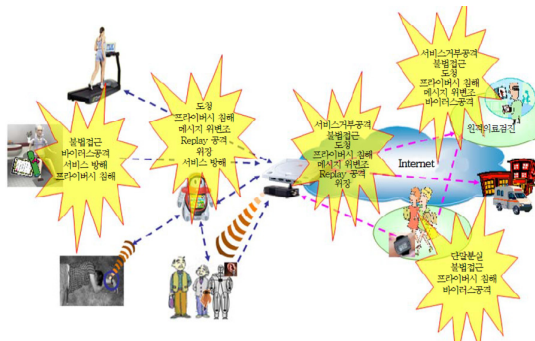 불법접근
바이러스공격
서비스 방해
프라이버시 침해
도청
프라이버시 침해
메시지 위변조
Replay 공격
위장
서비스 방해
서비스거부공격
불법접근
도청
프라이버시 침해
메시지 위변조
Replay 공격
위장
Internet
서비스거부공격
불법접근
도청
프라이버시 침해
메시지 위변조
바이러스공격
원격의료검진
단말분실
불법접근
프라이버시 침해
바이러스공격